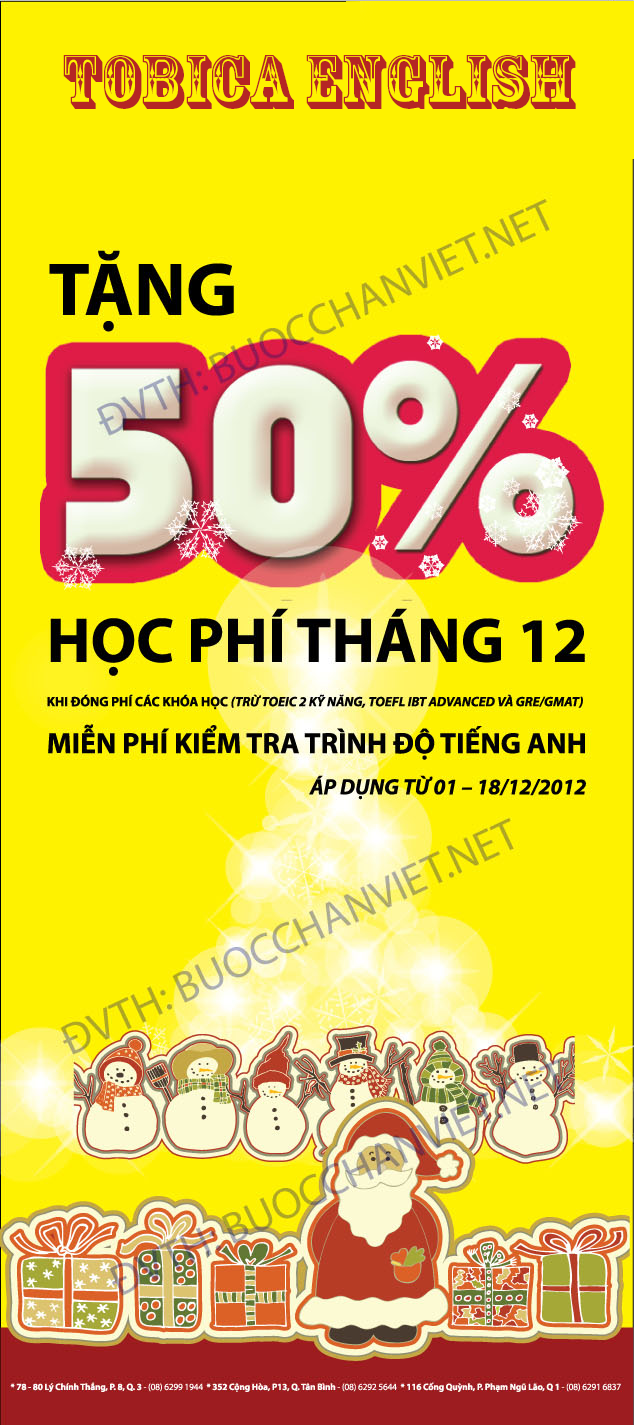 TOBICA ENGLISH
TẶNG
ĐVTH: BUOCCHANVIET.NET
50%
HỌC PHÍ THÁNG 12
KHI ĐÓNG PHÍ CÁC KHÓA HỌC (TRỪ TOEIC 2 KỸ NĂNG, TOEFL IBT ADVANCED VÀ GRE/GMAT)
MIỄN PHÍ KIỂM TRA TRÌNH ĐỘ TIẾNG ANH
ÁP DỤNG TỪ 01 – 18/12/2012
ĐVTH: BUOCCHANVIET.NET
ĐVTH: BUOCCHANVIET.NET
* 78 - 80 Lý Chính Thắng, P. 8, Q. 3 - (08) 6299 1944 * 352 Cộng Hòa, P13, Q. Tân Bình - (08) 6292 5644 * 116 Cống Quỳnh, P. Phạm Ngũ Lão, Q 1 - (08) 6291 6837